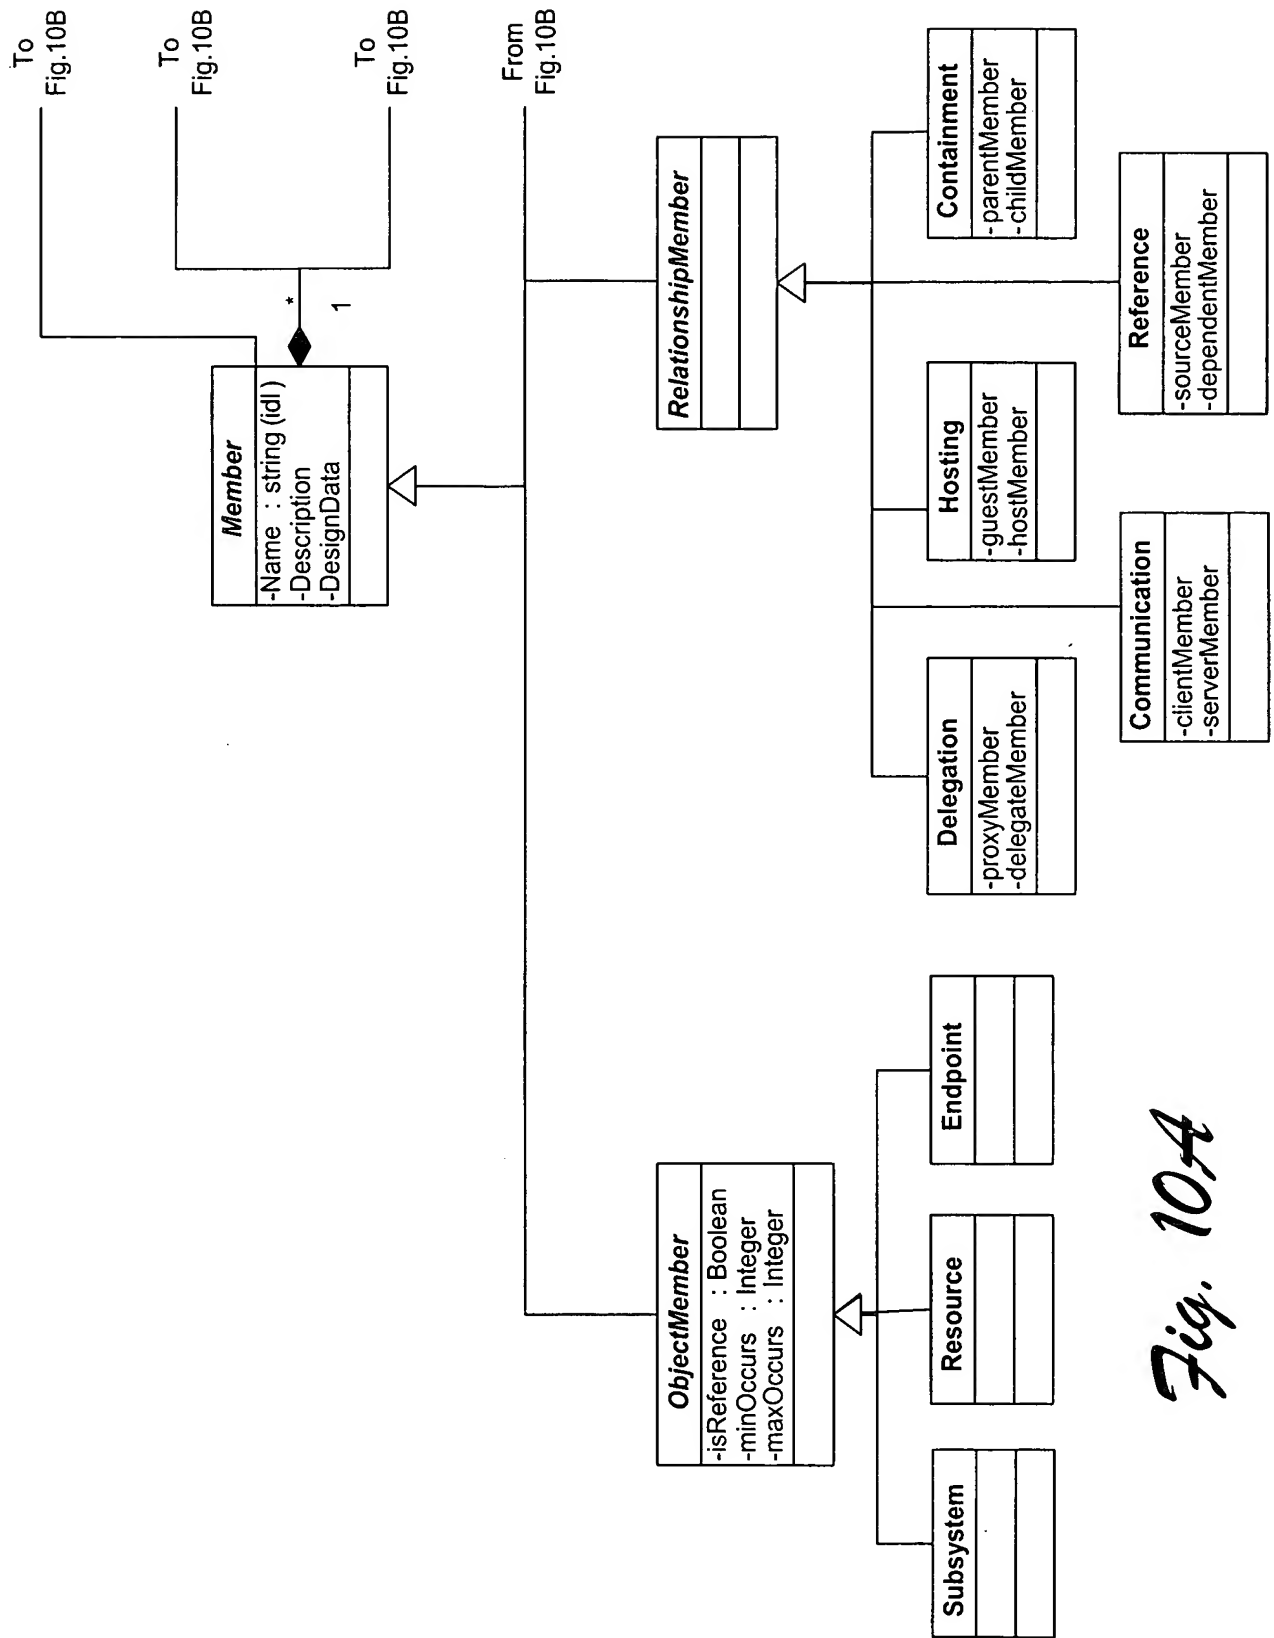 To
Fig.10B
To
Fig.10B
To
Fig.10B
From
Fig.10B
Member
-Name : string (idl)
-Description
-DesignData
*
1
ObjectMember
-isReference : Boolean
-minOccurs : Integer
-maxOccurs : Integer
RelationshipMember
Subsystem
Resource
Endpoint
Delegation
-proxyMember
-delegateMember
Hosting
-guestMember
-hostMember
Containment
-parentMember
-childMember
Communication
-clientMember
-serverMember
Reference
-sourceMember
-dependentMember
Fig. 10A